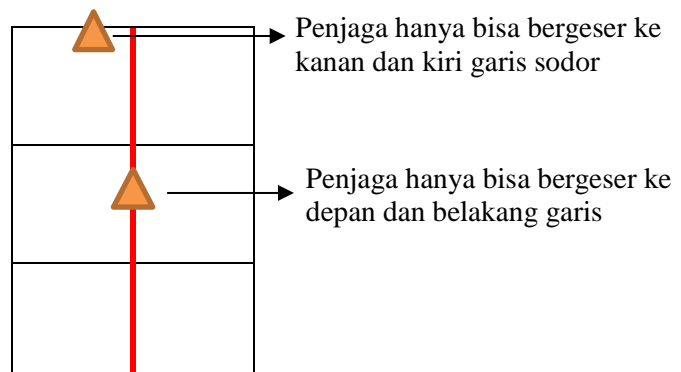 Penjaga hanya bisa bergeser ke
kanan dan kiri garis sodor
Penjaga hanya bisa bergeser ke
depan dan belakang garis